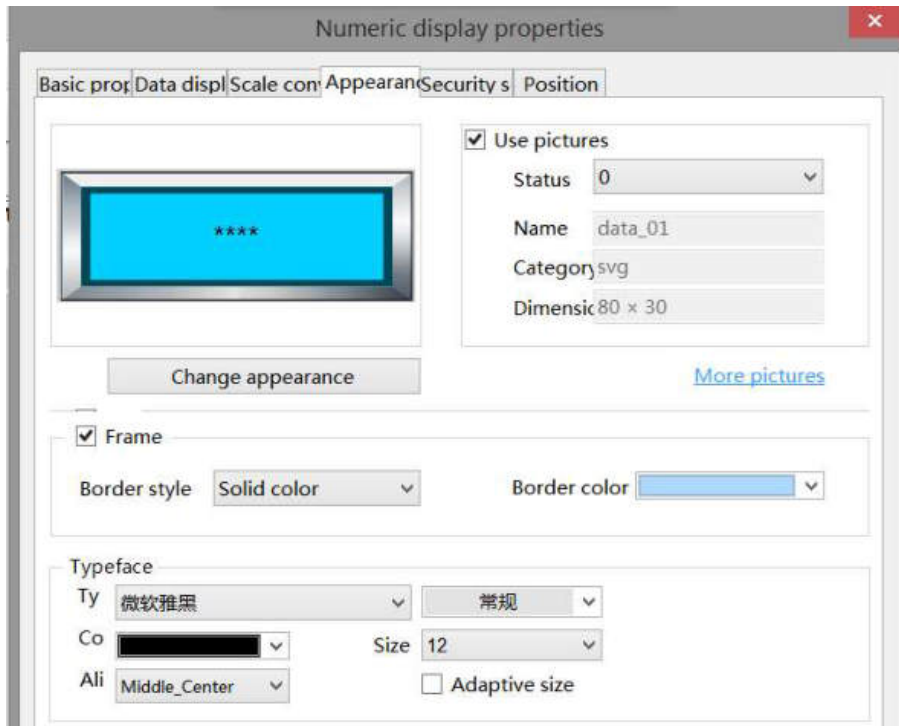 Numeric display properties
Basic prop Data displ Scale con Appearanc Security s Position
Use pictures
Status 0
Name data_01
Category svg
Dimensic 80 × 30
****
Change appearance
More pictures
Frame
Border style Solid color Border color
Typeface
Ty 微软雅黑 常规
Co Size 12
Ali Middle_Center Adaptive size